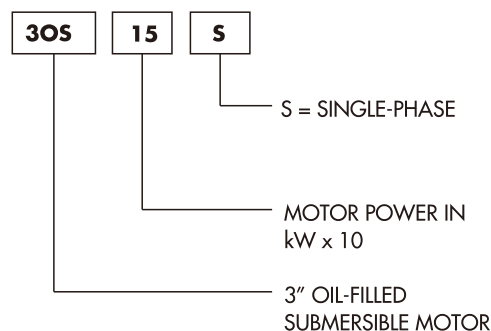 3OS 15 S
S = SINGLE-PHASE
MOTOR POWER IN
kW x 10
3” OIL-FILLED
SUBMERSIBLE MOTOR